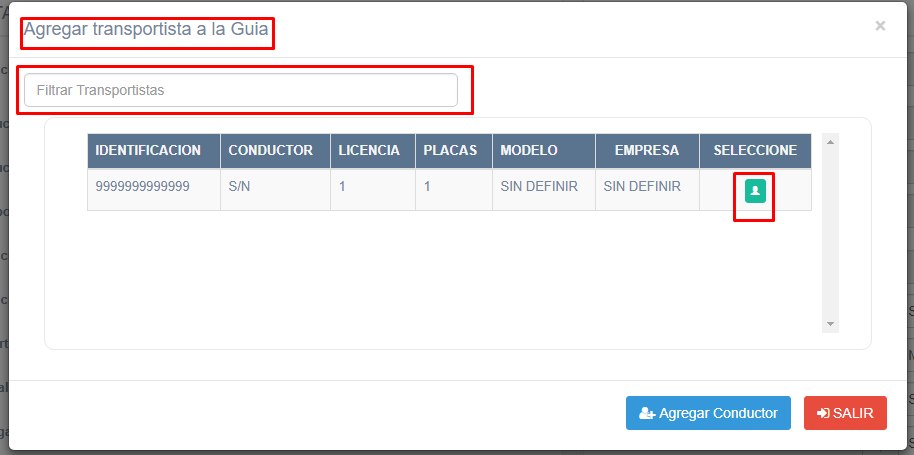 Agregar transportista a la Guia
×
Filtrar Transportistas
IDENTIFICACION CONDUCTOR LICENCIA PLACAS MODELO EMPRESA SELECCIONE
9999999999999 S/N 1 1 SIN DEFINIR SIN DEFINIR
Agregar Conductor SALIR